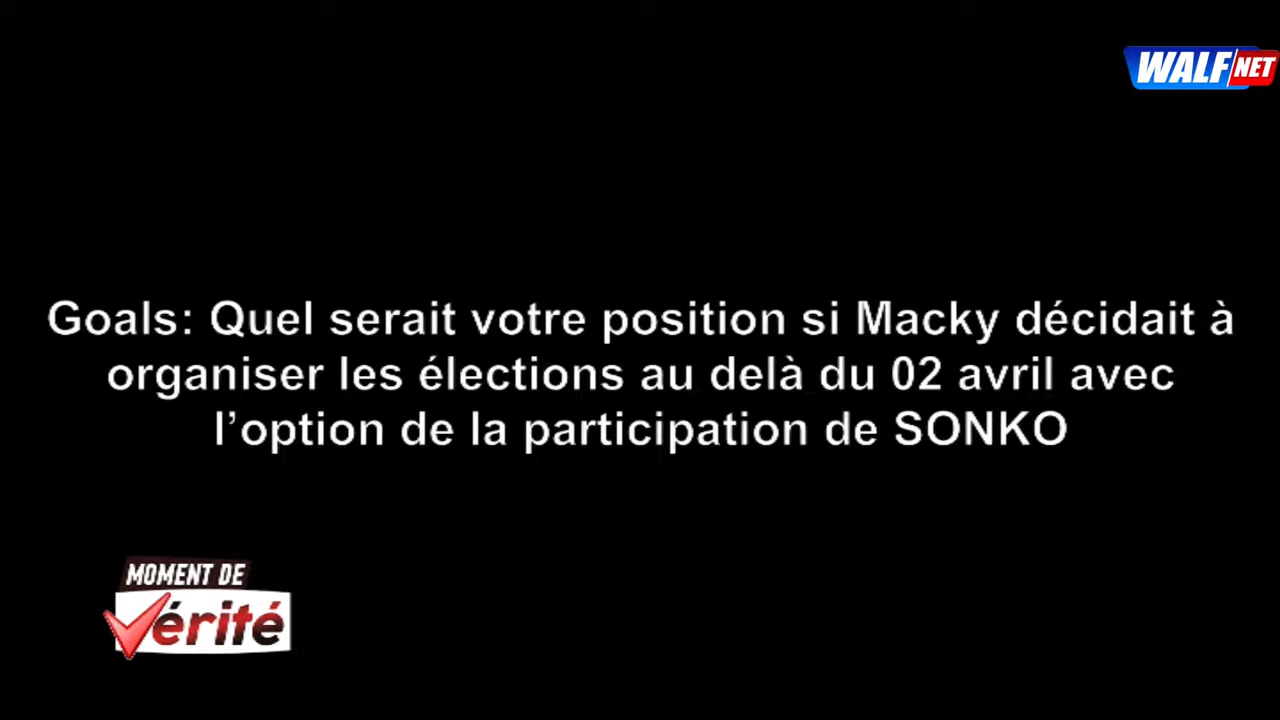 WALF NET
Goals: Quel serait votre position si Macky décidait à
organiser les élections au delà du 02 avril avec
l’option de la participation de SONKO
MOMENT DE
Vérité